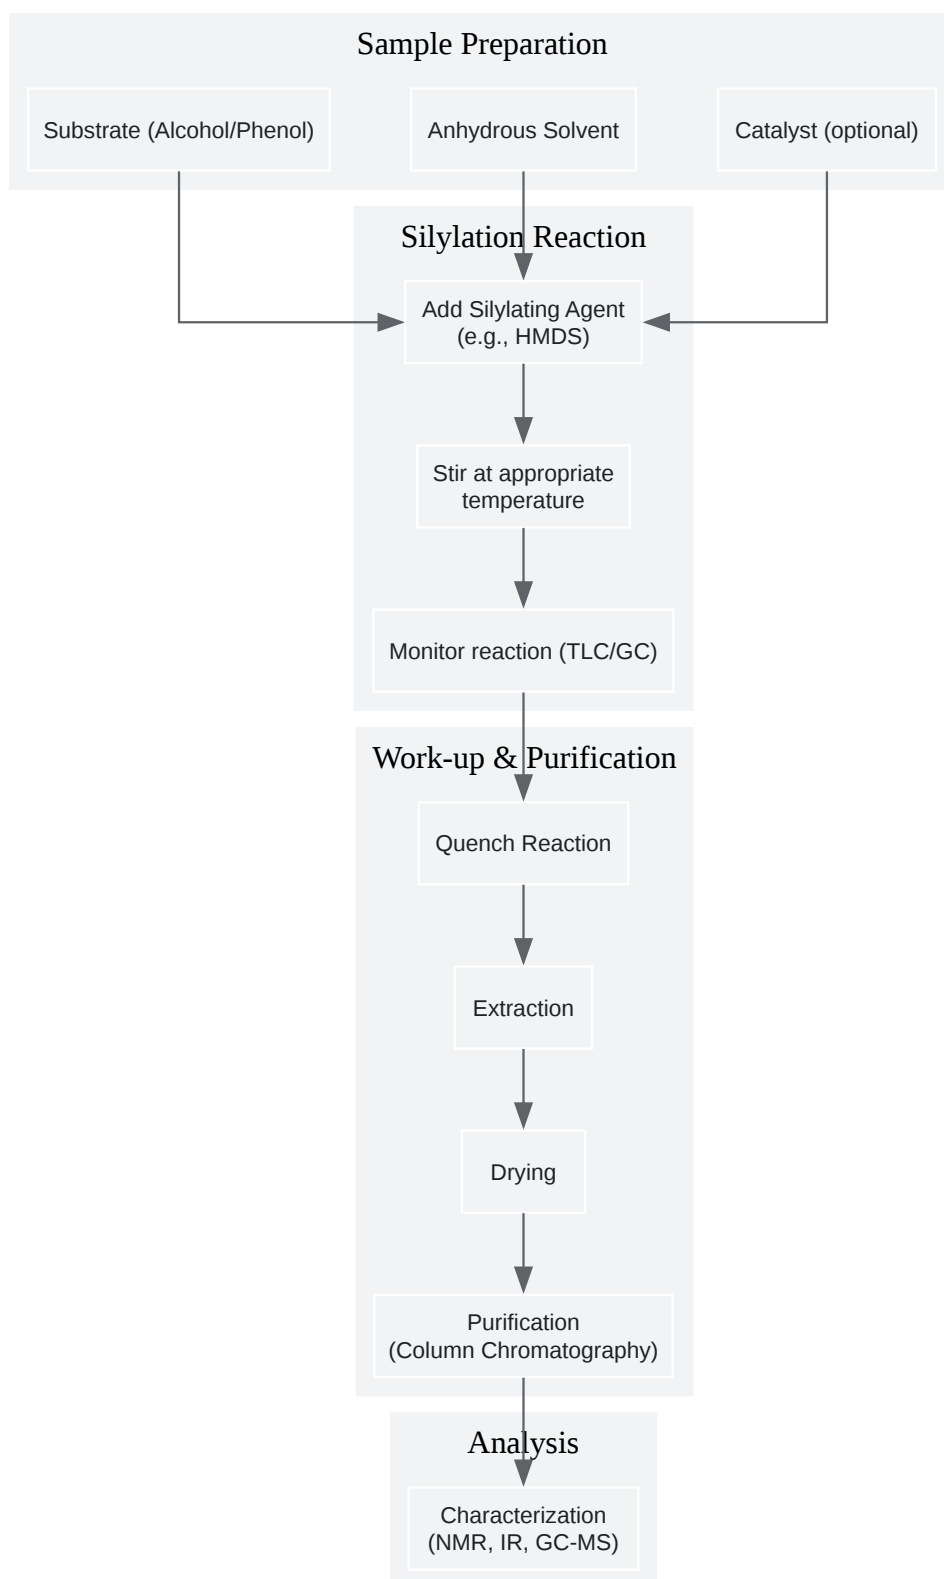 Sample Preparation
Substrate (Alcohol/Phenol)
Anhydrous Solvent
Catalyst (optional)
Silylation Reaction
Add Silylating Agent
(e.g., HMDS)
Stir at appropriate
temperature
Monitor reaction (TLC/GC)
Work-up & Purification
Quench Reaction
Extraction
Drying
Purification
(Column Chromatography)
Analysis
Characterization
(NMR, IR, GC-MS)